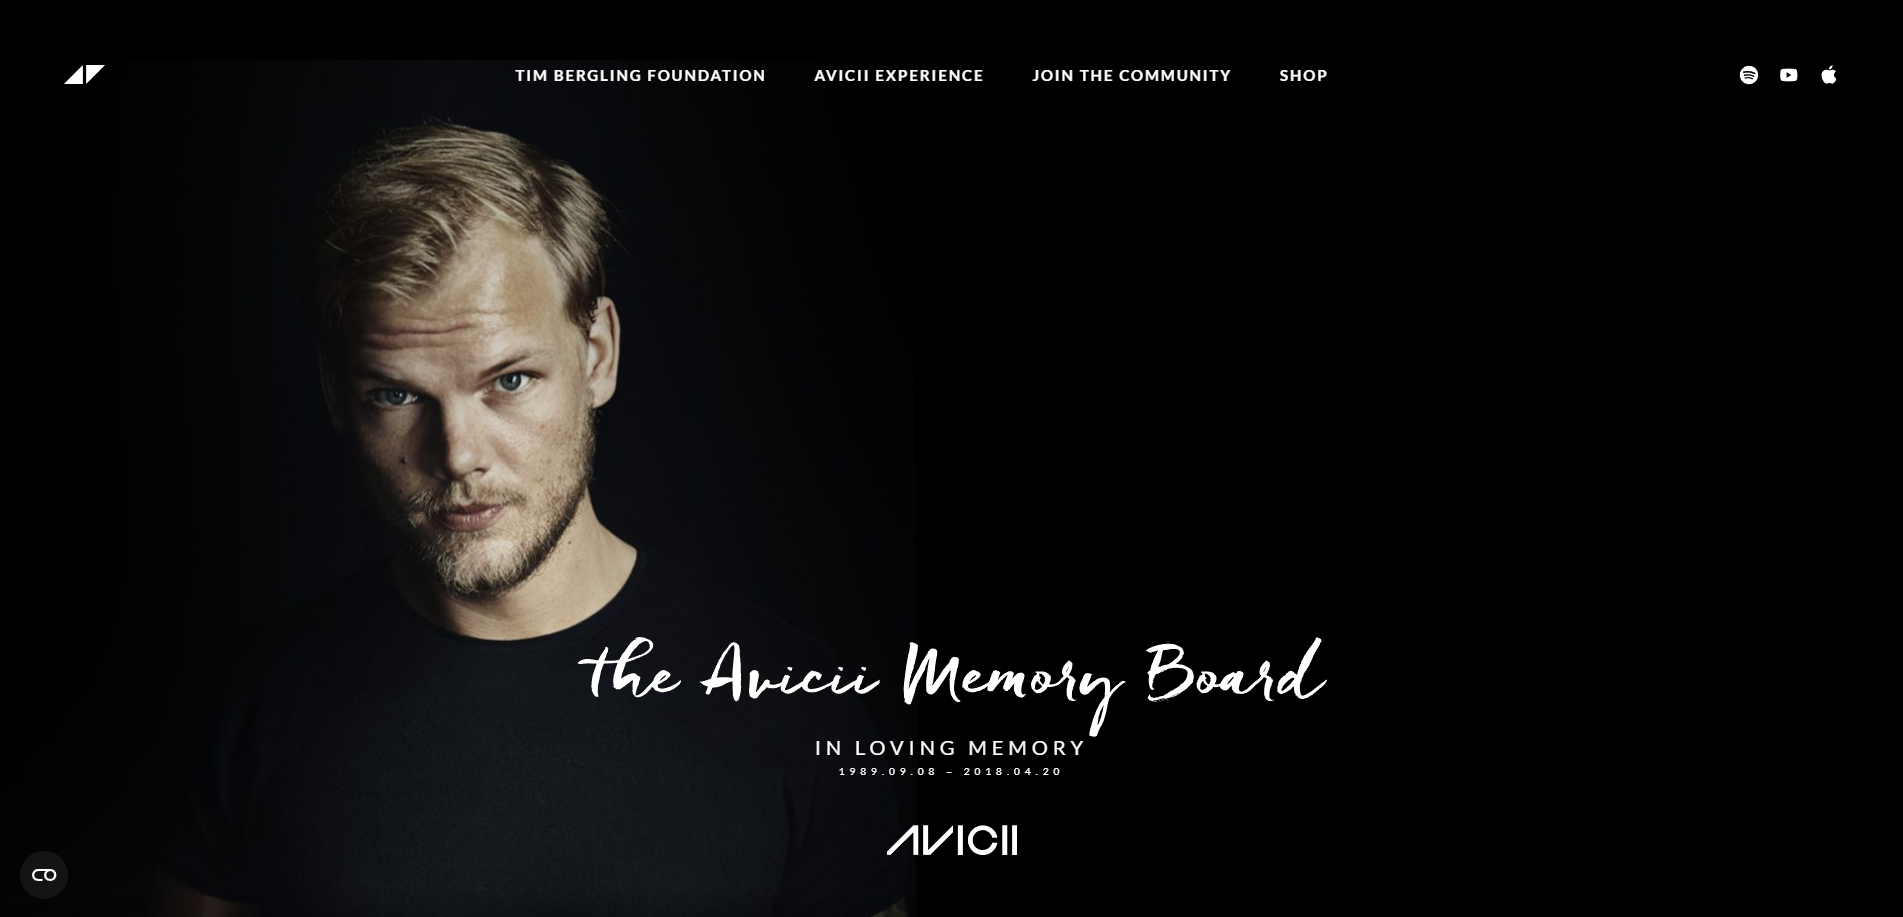 TIM BERGLING FOUNDATION AVICII EXPERIENCE JOIN THE COMMUNITY SHOP
the Avicii Memory Board
IN LOVING MEMORY
1989.09.08 – 2018.04.20
AVICII